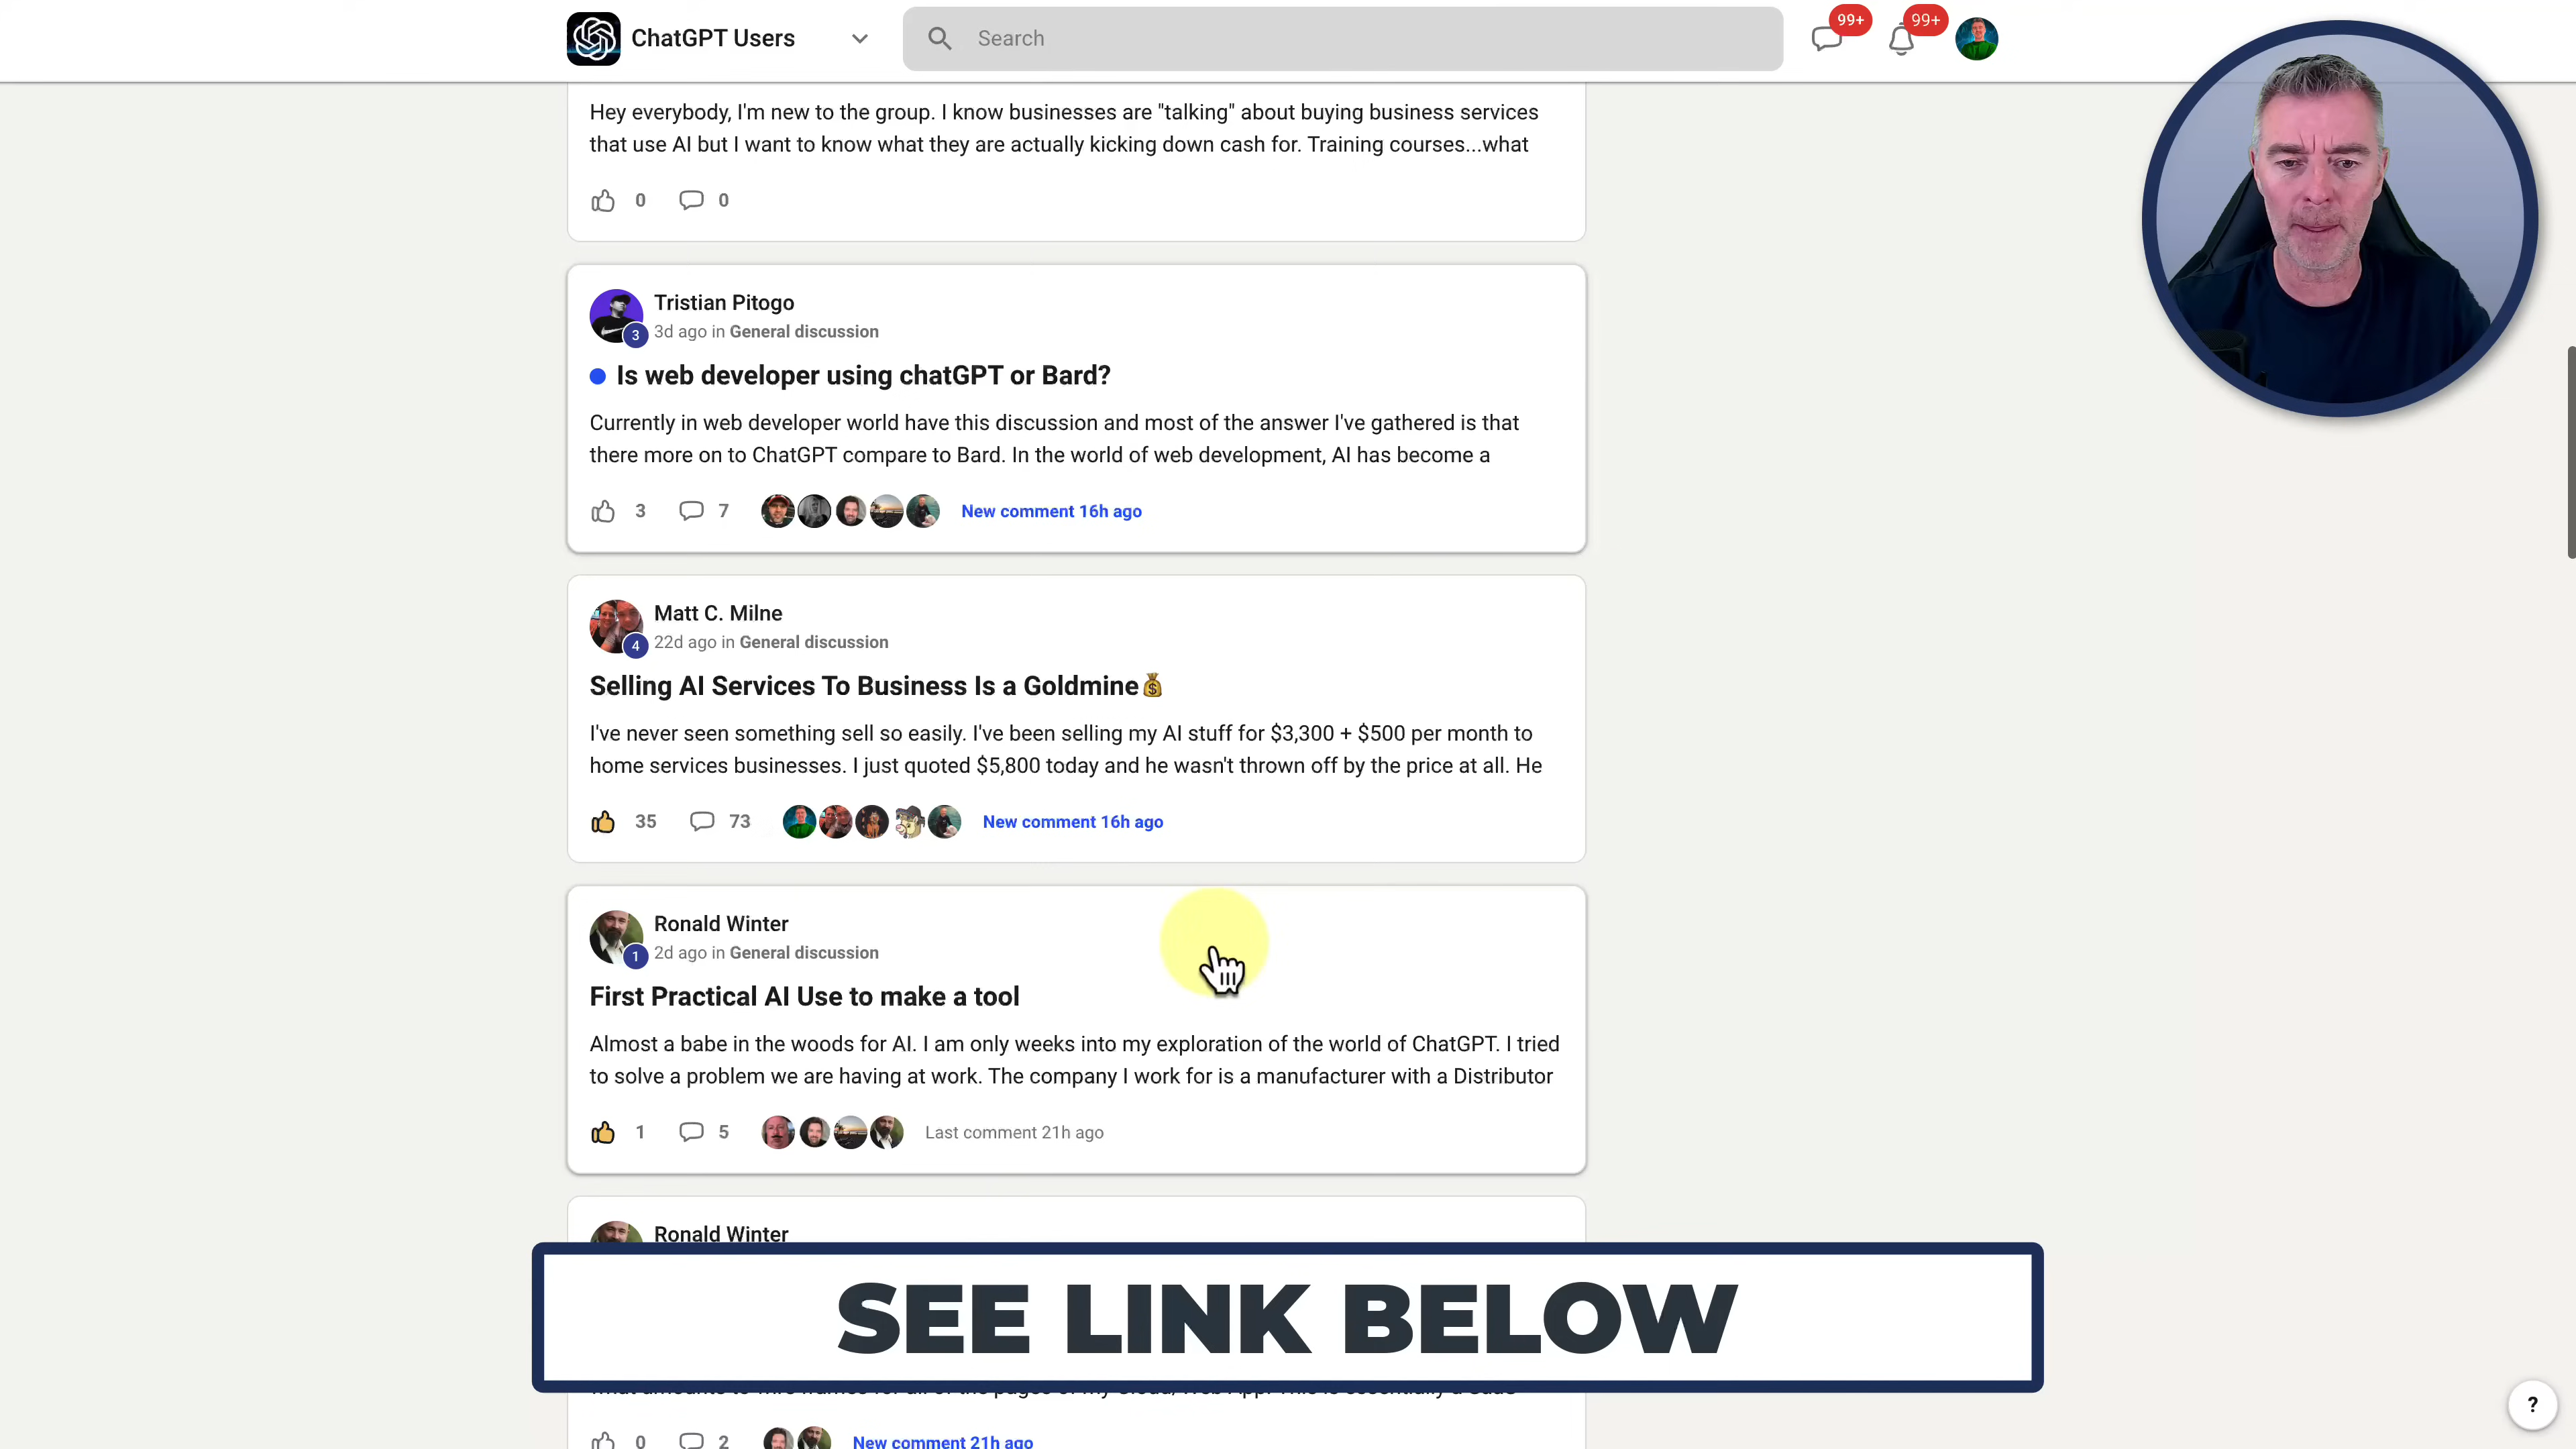 ChatGPT Users
Search
99+
99+
Hey everybody, I'm new to the group. I know businesses are "talking" about buying business services
that use AI but I want to know what they are actually kicking down cash for. Training courses...what
0 0
Tristian Pitogo
3
3d ago in General discussion
Is web developer using chatGPT or Bard?
Currently in web developer world have this discussion and most of the answer I've gathered is that
there more on to ChatGPT compare to Bard. In the world of web development, AI has become a
3 7 New comment 16h ago
Matt C. Milne
4
22d ago in General discussion
Selling AI Services To Business Is a Goldmine💰
I've never seen something sell so easily. I've been selling my AI stuff for $3,300 + $500 per month to
home services businesses. I just quoted $5,800 today and he wasn't thrown off by the price at all. He
35 73 New comment 16h ago
Ronald Winter
1
2d ago in General discussion
First Practical AI Use to make a tool
Almost a babe in the woods for AI. I am only weeks into my exploration of the world of ChatGPT. I tried
to solve a problem we are having at work. The company I work for is a manufacturer with a Distributor
1 5 Last comment 21h ago
Ronald Winter
SEE LINK BELOW
0 2 New comment 21h ago
?